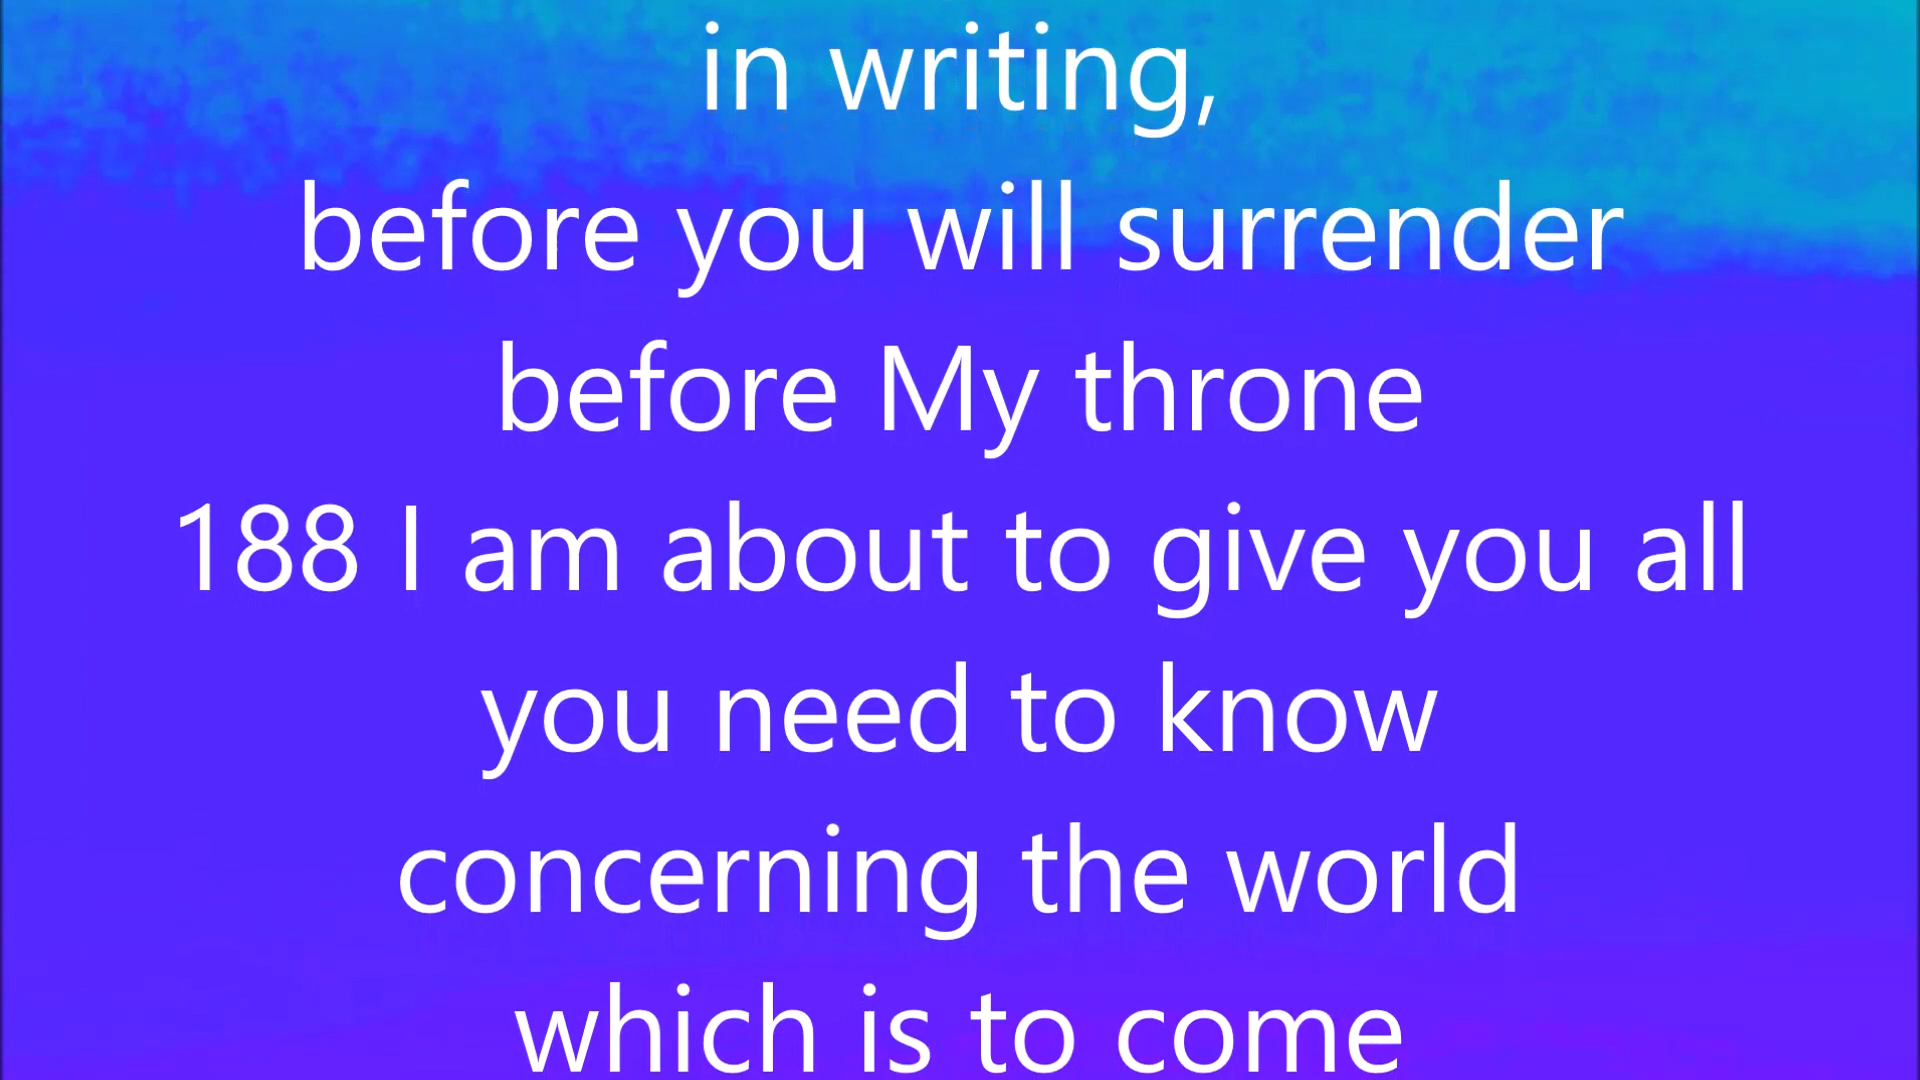 in writing,
before you will surrender
before My throne
188 I am about to give you all
you need to know
concerning the world
which is to come